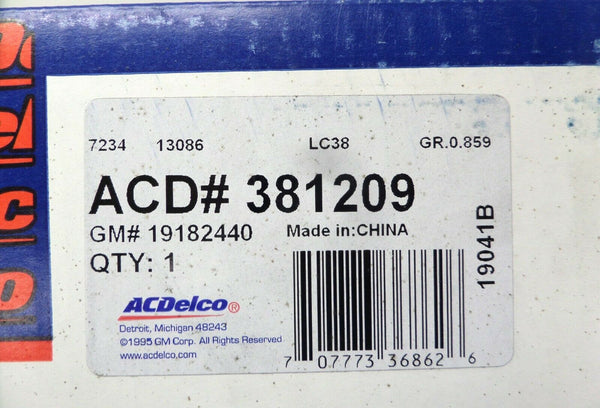 7234 13086 LC38 GR.0.859
ACD# 381209
GM# 19182440 Made in:CHINA
QTY: 1
19041B
ACDelco®
Detroit, Michigan 48243
©1995 GM Corp. All Rights Reserved
www.acdelco.com
7 07773 36862 6